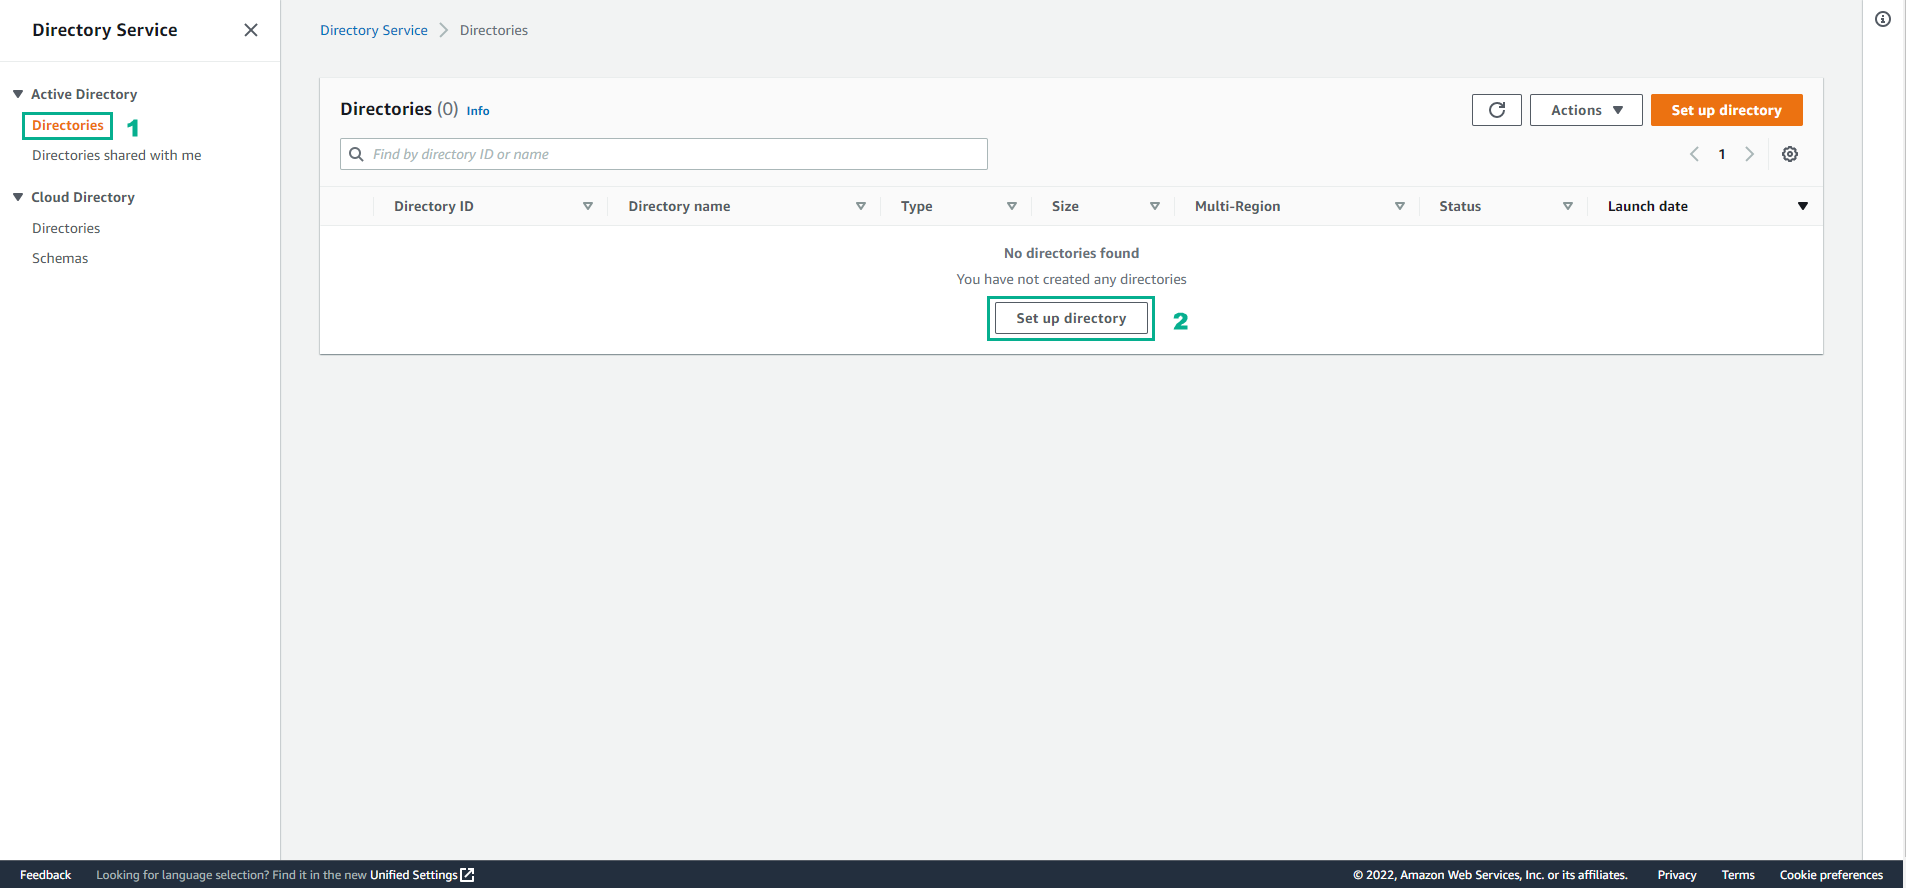 Directory Service
Active Directory
Directories 1
Directories shared with me
Cloud Directory
Directories
Schemas
Directory Service Directories
Directories (0) Info
Actions
Set up directory
Find by directory ID or name
1
Directory ID Directory name Type Size Multi-Region Status Launch date
No directories found
You have not created any directories
Set up directory 2
Feedback Looking for language selection? Find it in the new Unified Settings © 2022, Amazon Web Services, Inc. or its affiliates. Privacy Terms Cookie preferences